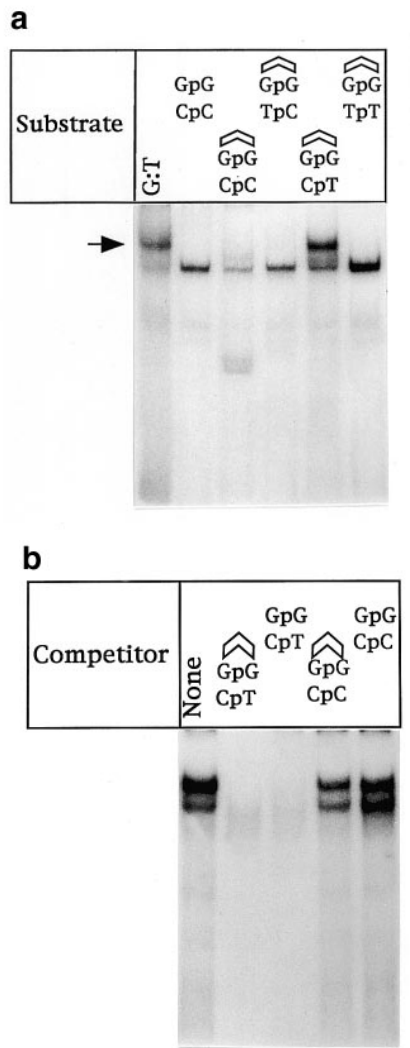 a
Substrate
G:T
GpG
CpC
GpG
CpC
GpG
TpC
GpG
CpT
GpG
TpT
b
Competitor
None
GpG
CpT
GpG
CpT
GpG
CpC
GpG
CpC